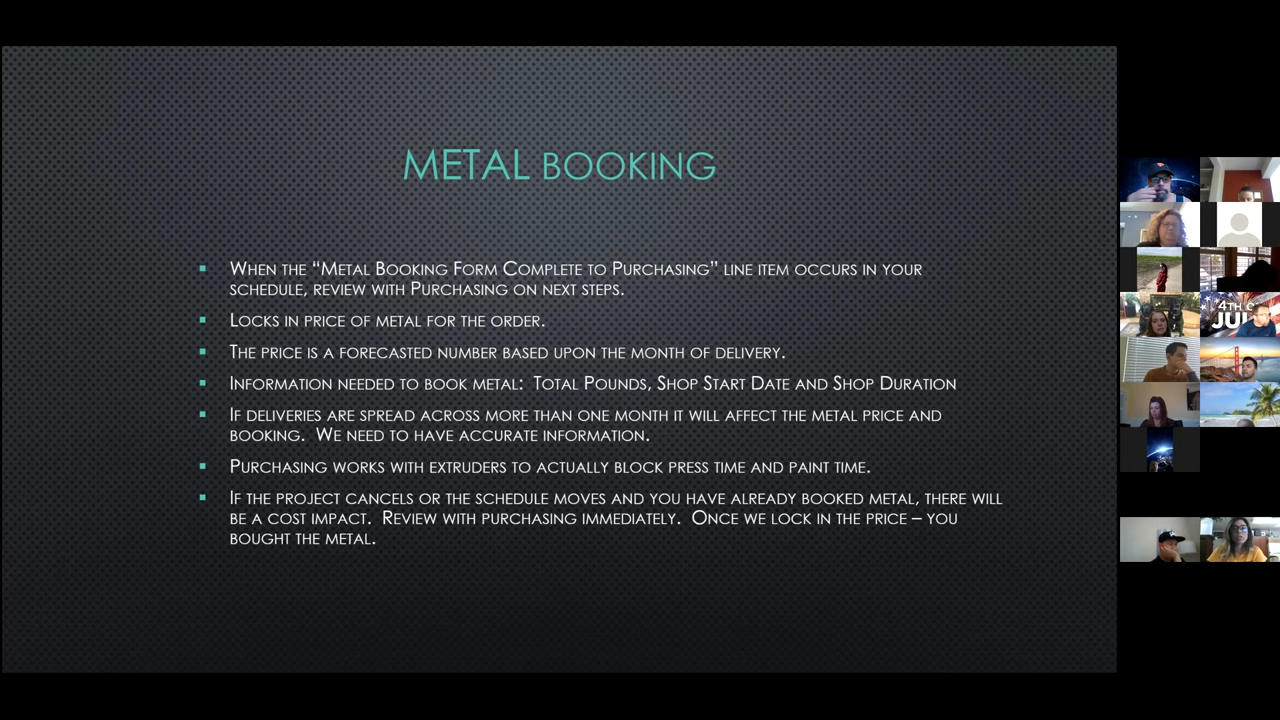 METAL BOOKING
WHEN THE “METAL BOOKING FORM COMPLETE TO PURCHASING” LINE ITEM OCCURS IN YOUR
SCHEDULE, REVIEW WITH PURCHASING ON NEXT STEPS.
LOCKS IN PRICE OF METAL FOR THE ORDER.
THE PRICE IS A FORECASTED NUMBER BASED UPON THE MONTH OF DELIVERY.
INFORMATION NEEDED TO BOOK METAL:  TOTAL POUNDS, SHOP START DATE AND SHOP DURATION
IF DELIVERIES ARE SPREAD ACROSS MORE THAN ONE MONTH IT WILL AFFECT THE METAL PRICE AND
BOOKING.  WE NEED TO HAVE ACCURATE INFORMATION.
PURCHASING WORKS WITH EXTRUDERS TO ACTUALLY BLOCK PRESS TIME AND PAINT TIME.
IF THE PROJECT CANCELS OR THE SCHEDULE MOVES AND YOU HAVE ALREADY BOOKED METAL, THERE WILL
BE A COST IMPACT.  REVIEW WITH PURCHASING IMMEDIATELY.  ONCE WE LOCK IN THE PRICE – YOU
BOUGHT THE METAL.
4TH